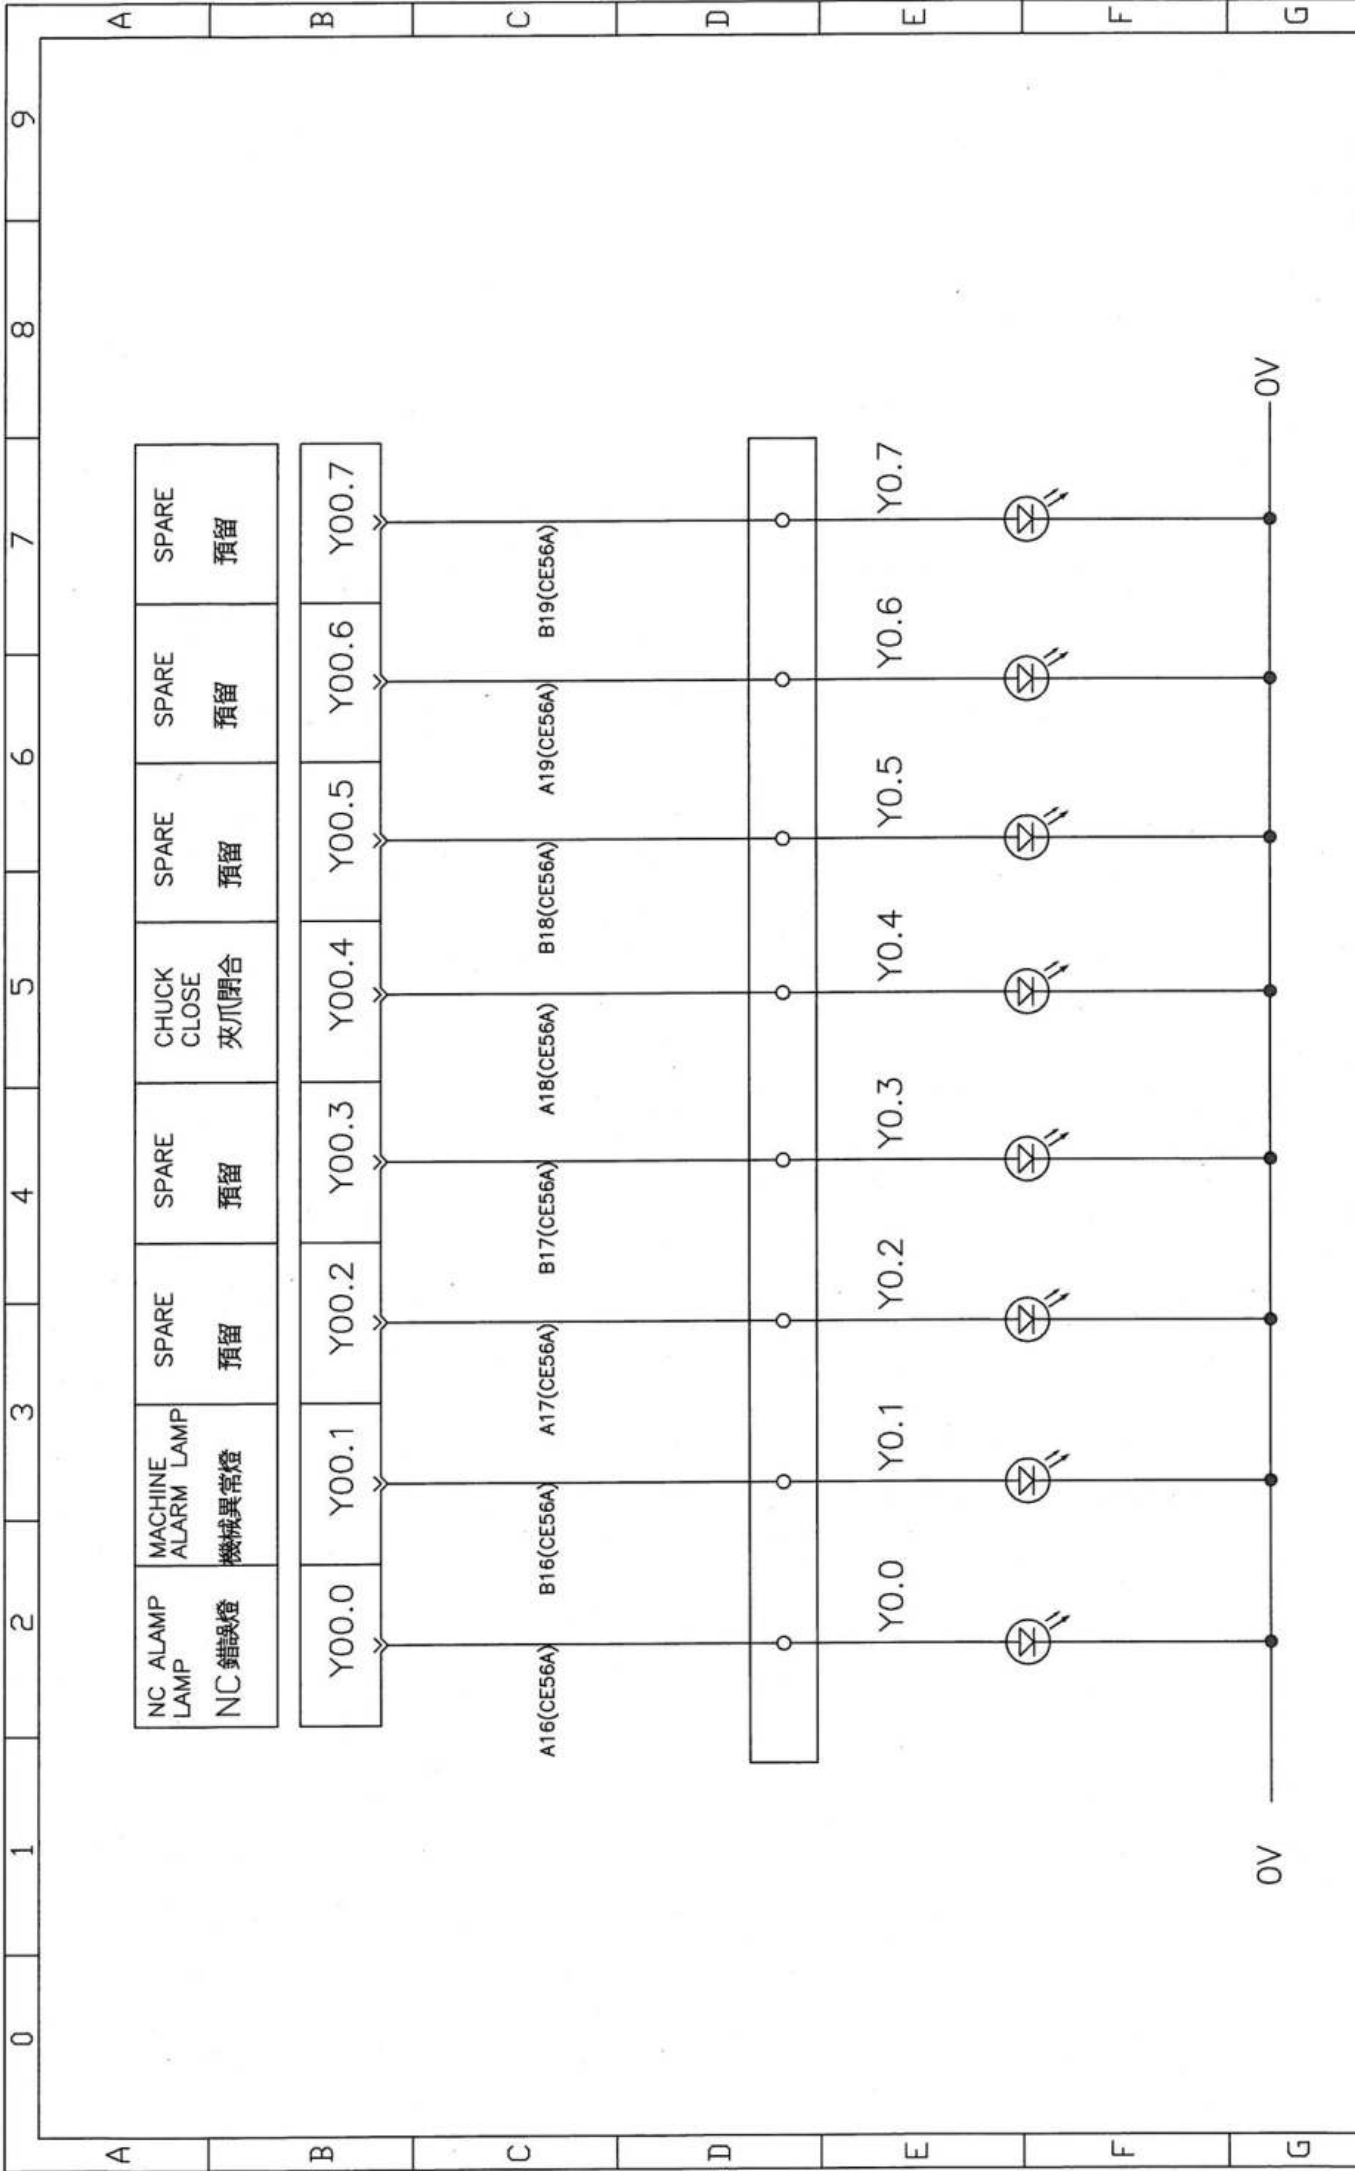 0 1 2 3 4 5 6 7 8 9
A
B
C
D
E
F
G
A
B
C
D
E
F
G
NC ALAMP
LAMP
NC錯誤燈
MACHINE
ALARM LAMP
機械異常燈
SPARE
預留
SPARE
預留
CHUCK
CLOSE
夾爪閉合
SPARE
預留
SPARE
預留
SPARE
預留
Y00.0 Y00.1 Y00.2 Y00.3 Y00.4 Y00.5 Y00.6 Y00.7
A16(CE56A) B16(CE56A) A17(CE56A) B17(CE56A) A18(CE56A) B18(CE56A) A19(CE56A) B19(CE56A)
Y0.0 Y0.1 Y0.2 Y0.3 Y0.4 Y0.5 Y0.6 Y0.7
0V 0V